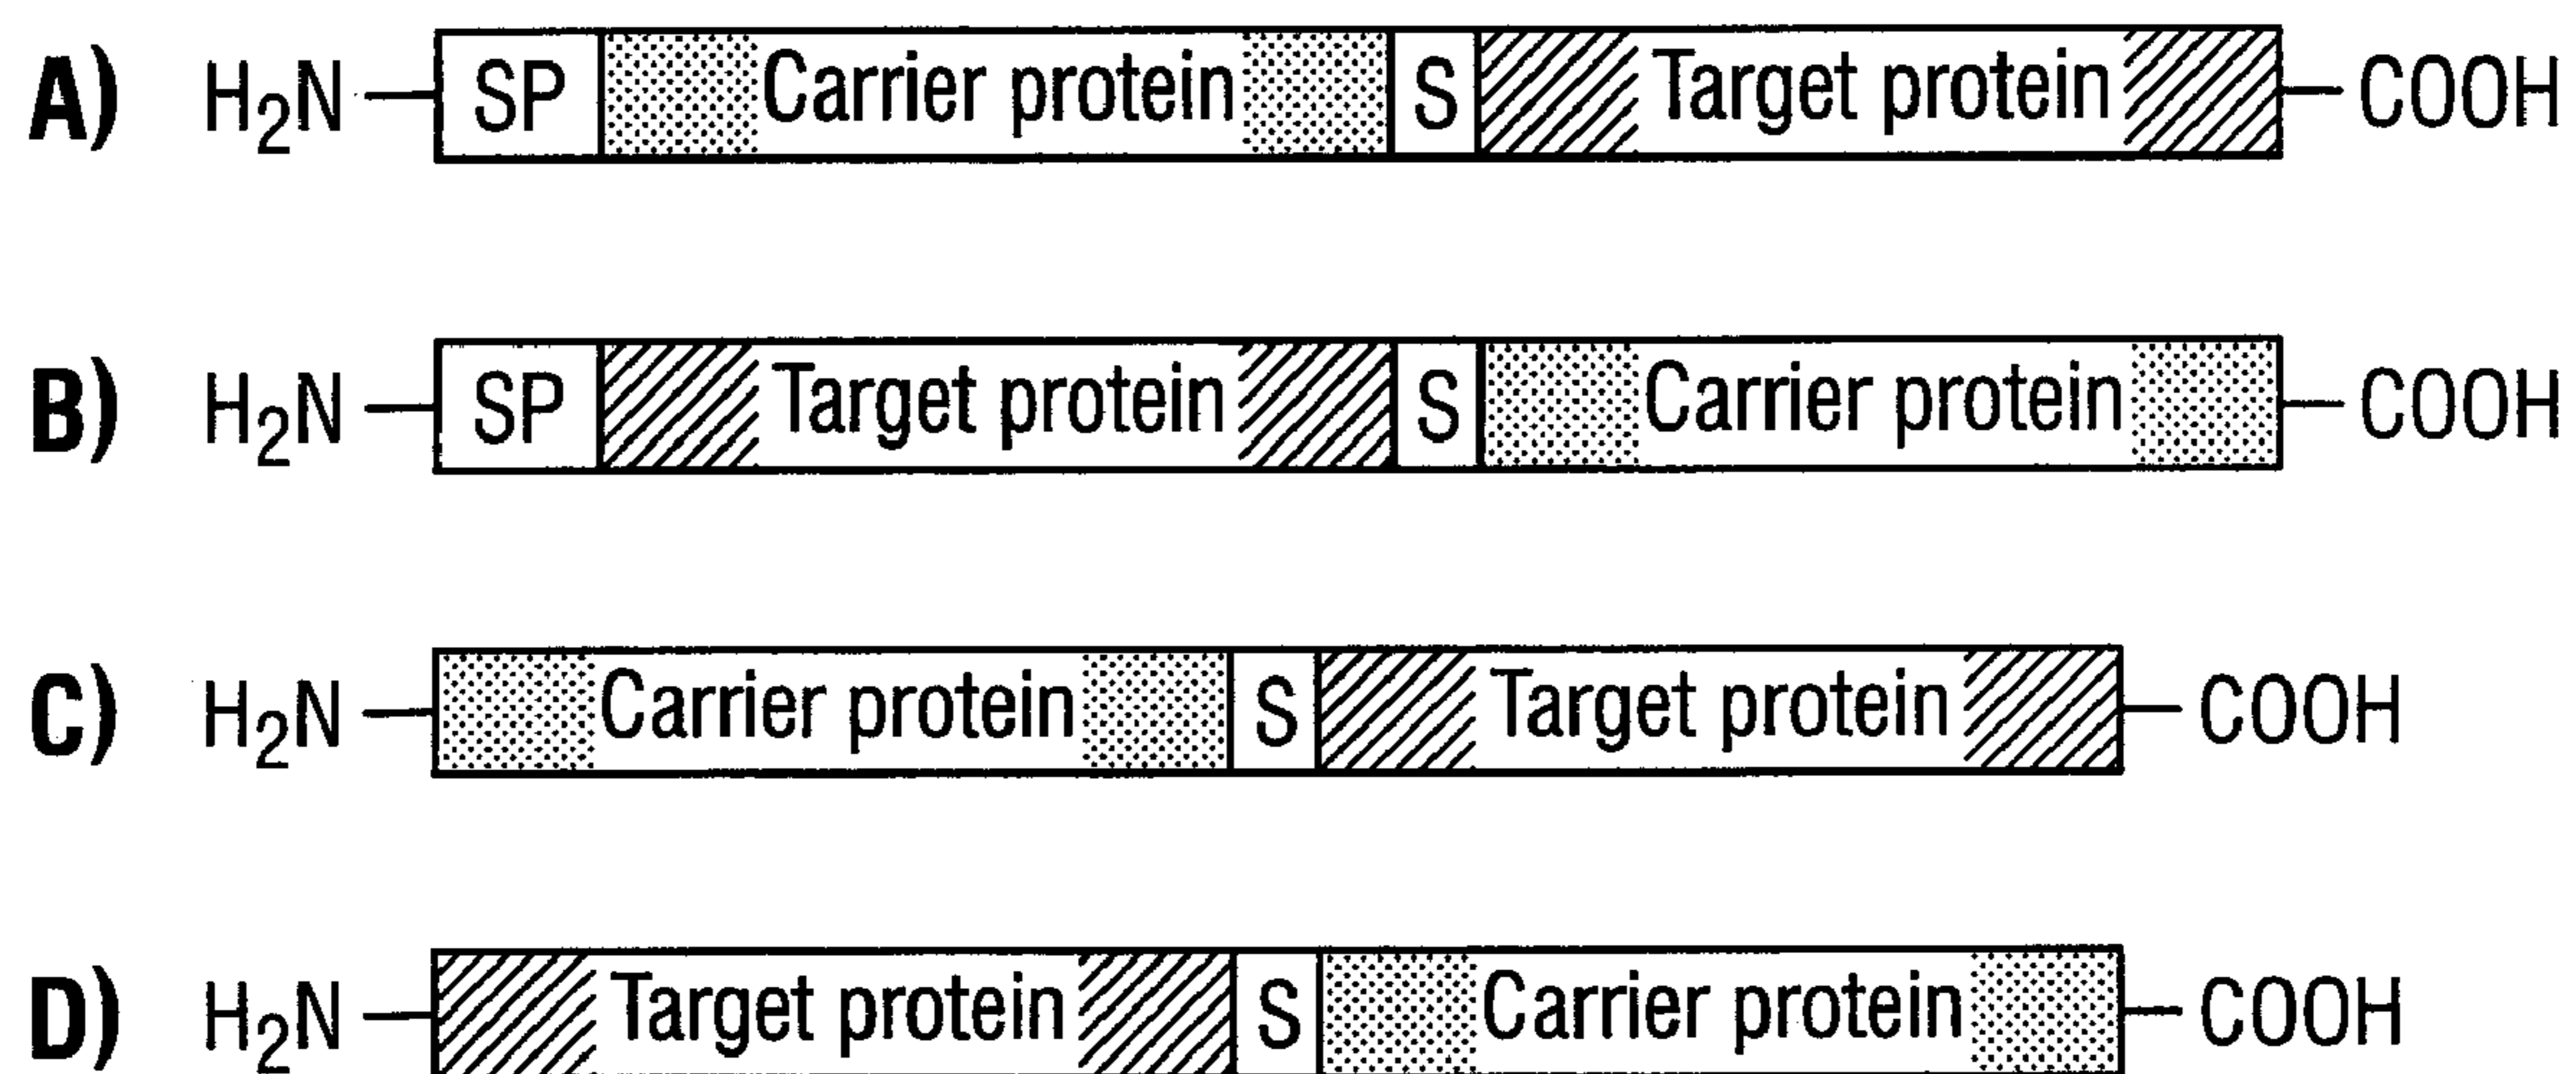 A) H₂N — SP Carrier protein S Target protein — COOH
B) H₂N — SP Target protein S Carrier protein — COOH
C) H₂N — Carrier protein S Target protein — COOH
D) H₂N — Target protein S Carrier protein — COOH